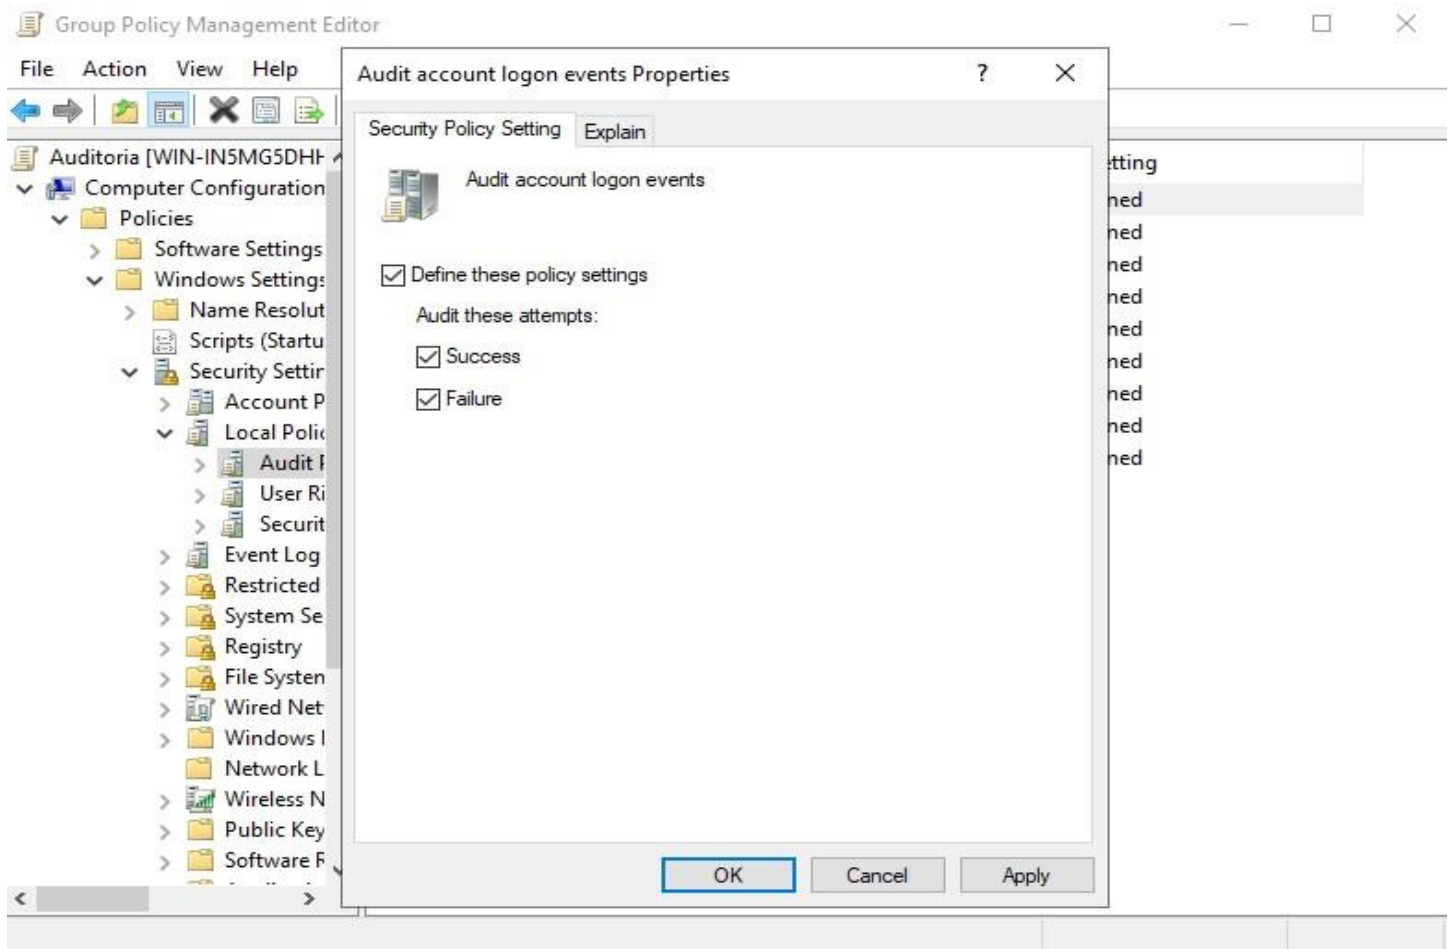 Group Policy Management Editor
File Action View Help
Audit account logon events Properties
?
Security Policy Setting Explain
Audit account logon events
Define these policy settings
Audit these attempts:
Success
Failure
OK Cancel Apply
Auditoria [WIN-IN5MG5DHH
Computer Configuration
Policies
Software Settings
Windows Settings
Name Resolut
Scripts (Startu
Security Settin
Account P
Local Polic
Audit P
User Ri
Securit
Event Log
Restricted
System Se
Registry
File System
Wired Net
Windows
Network L
Wireless N
Public Key
Software R
etting
ned
ned
ned
ned
ned
ned
ned
ned
ned